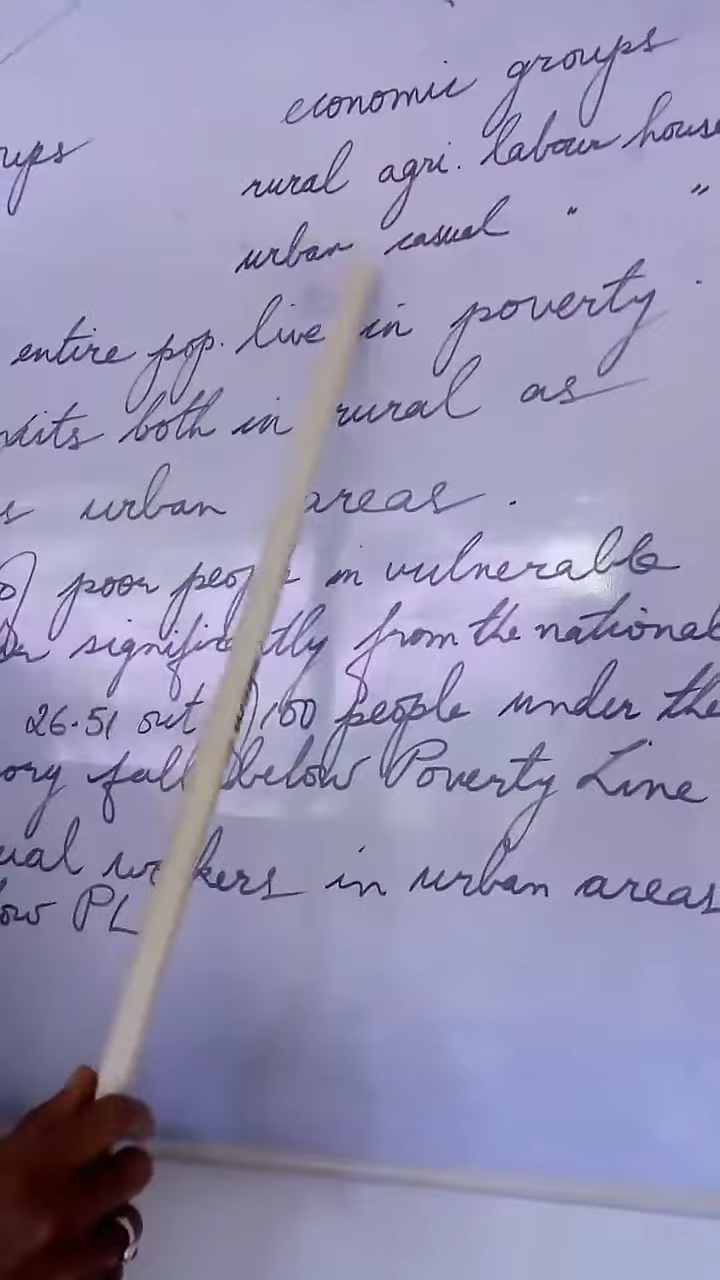 economic groups
rural agri. labour house
urban casual " "
entire pop. live in poverty.
both in rural as
urban areas.
poor people in vulnerable
significantly from the national
26.51 out of 100 people under the
ory fall below Poverty Line
ual workers in urban areas
ow PL